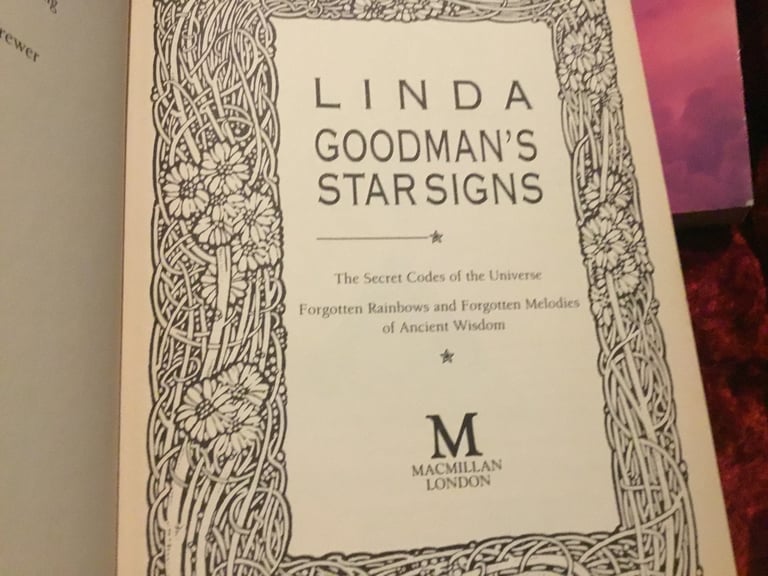 rewer
LINDA
GOODMAN'S
STAR SIGNS
The Secret Codes of the Universe
Forgotten Rainbows and Forgotten Melodies
of Ancient Wisdom
M
MACMILLAN
LONDON